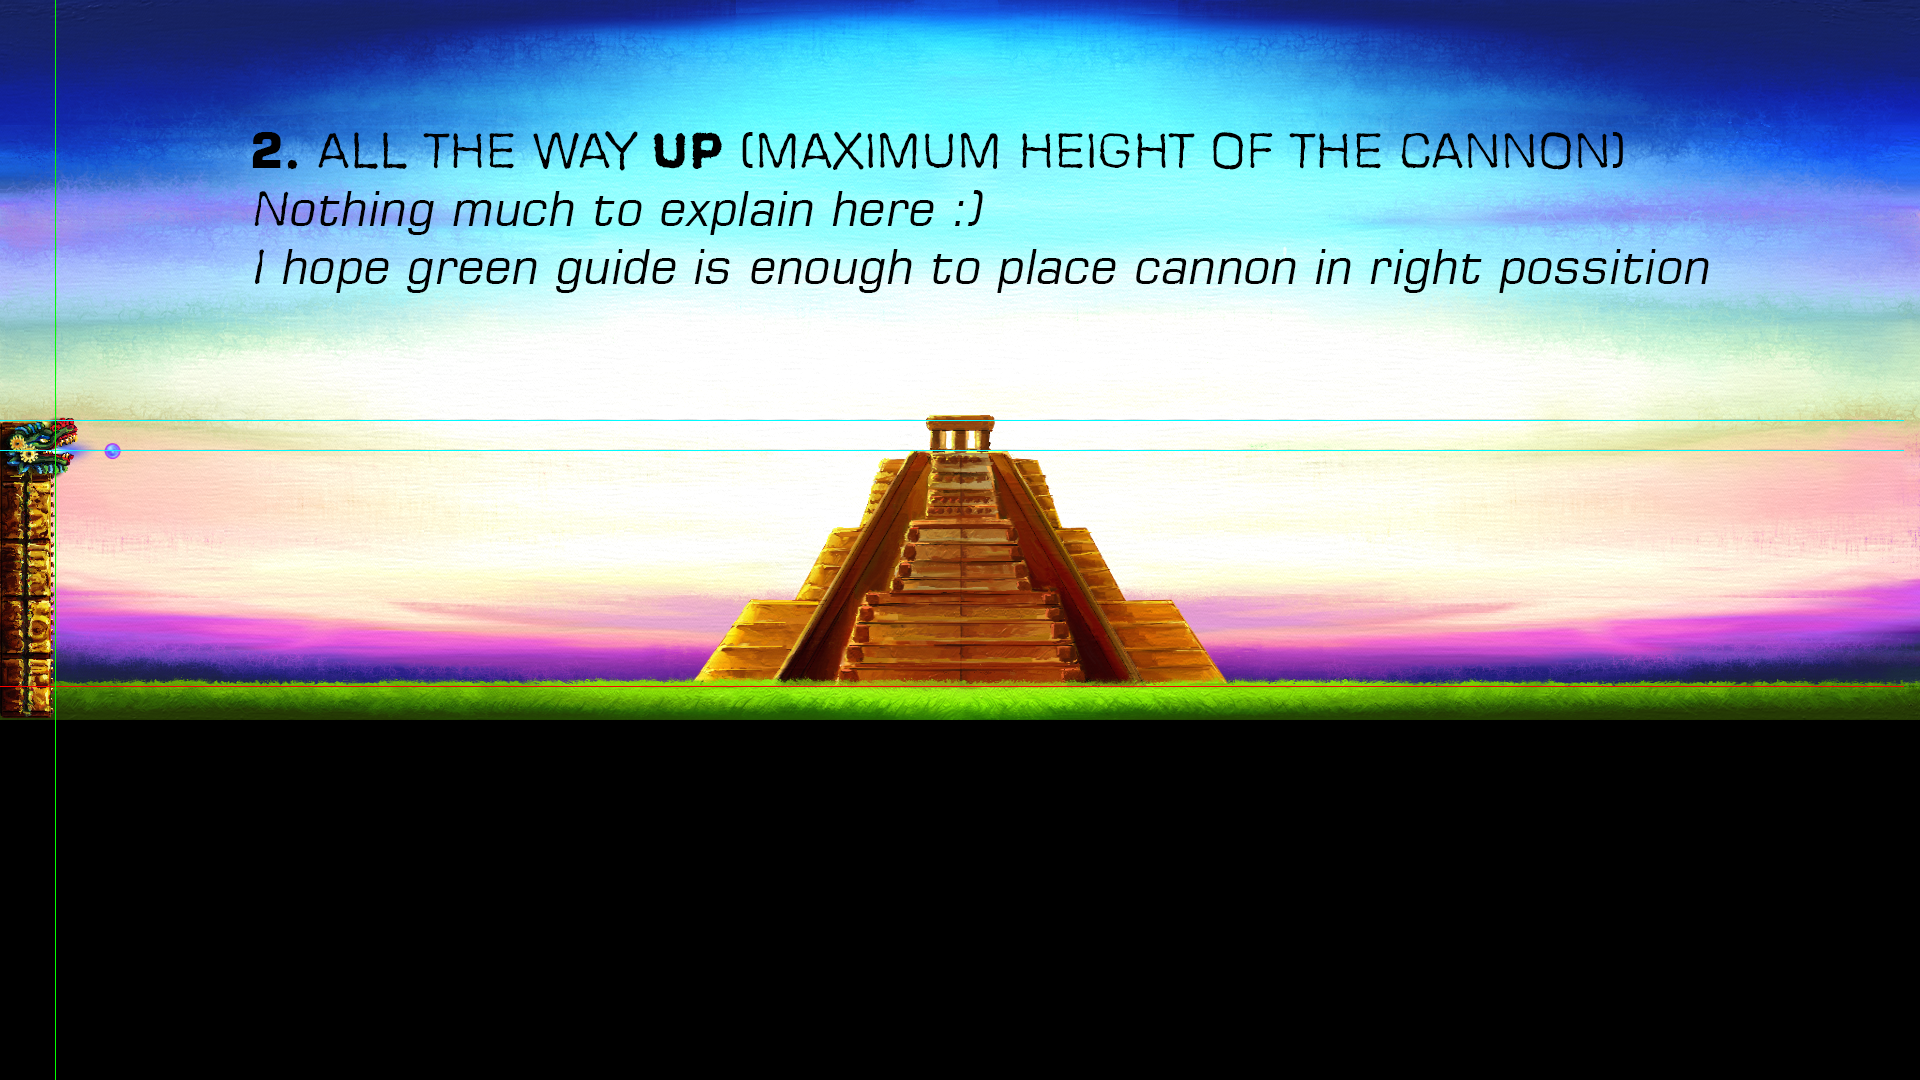 2. ALL THE WAY UP (MAXIMUM HEIGHT OF THE CANNON)
Nothing much to explain here :)
I hope green guide is enough to place cannon in right possition